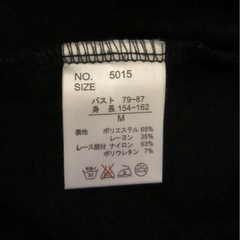 NO. 5015
SIZE
バスト 79-87
身長 154-162
M
表地 ポリエステル 65%
レーヨン 35%
レース部分 ナイロン 93%
ポリウレタン 7%